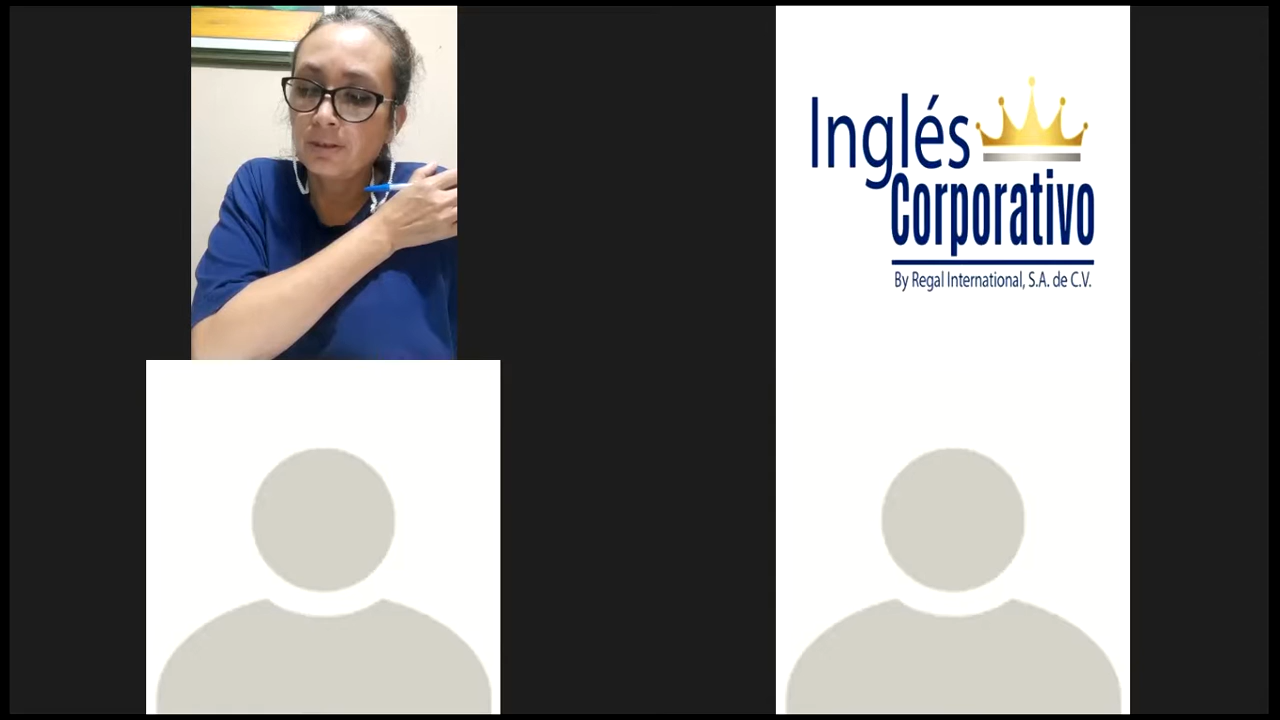 Inglés
Corporativo
By Regal International, S.A. de C.V.